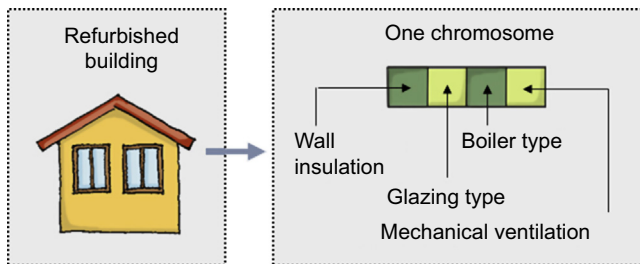 Refurbished
building
One chromosome
Wall
insulation
Boiler type
Glazing type
Mechanical ventilation